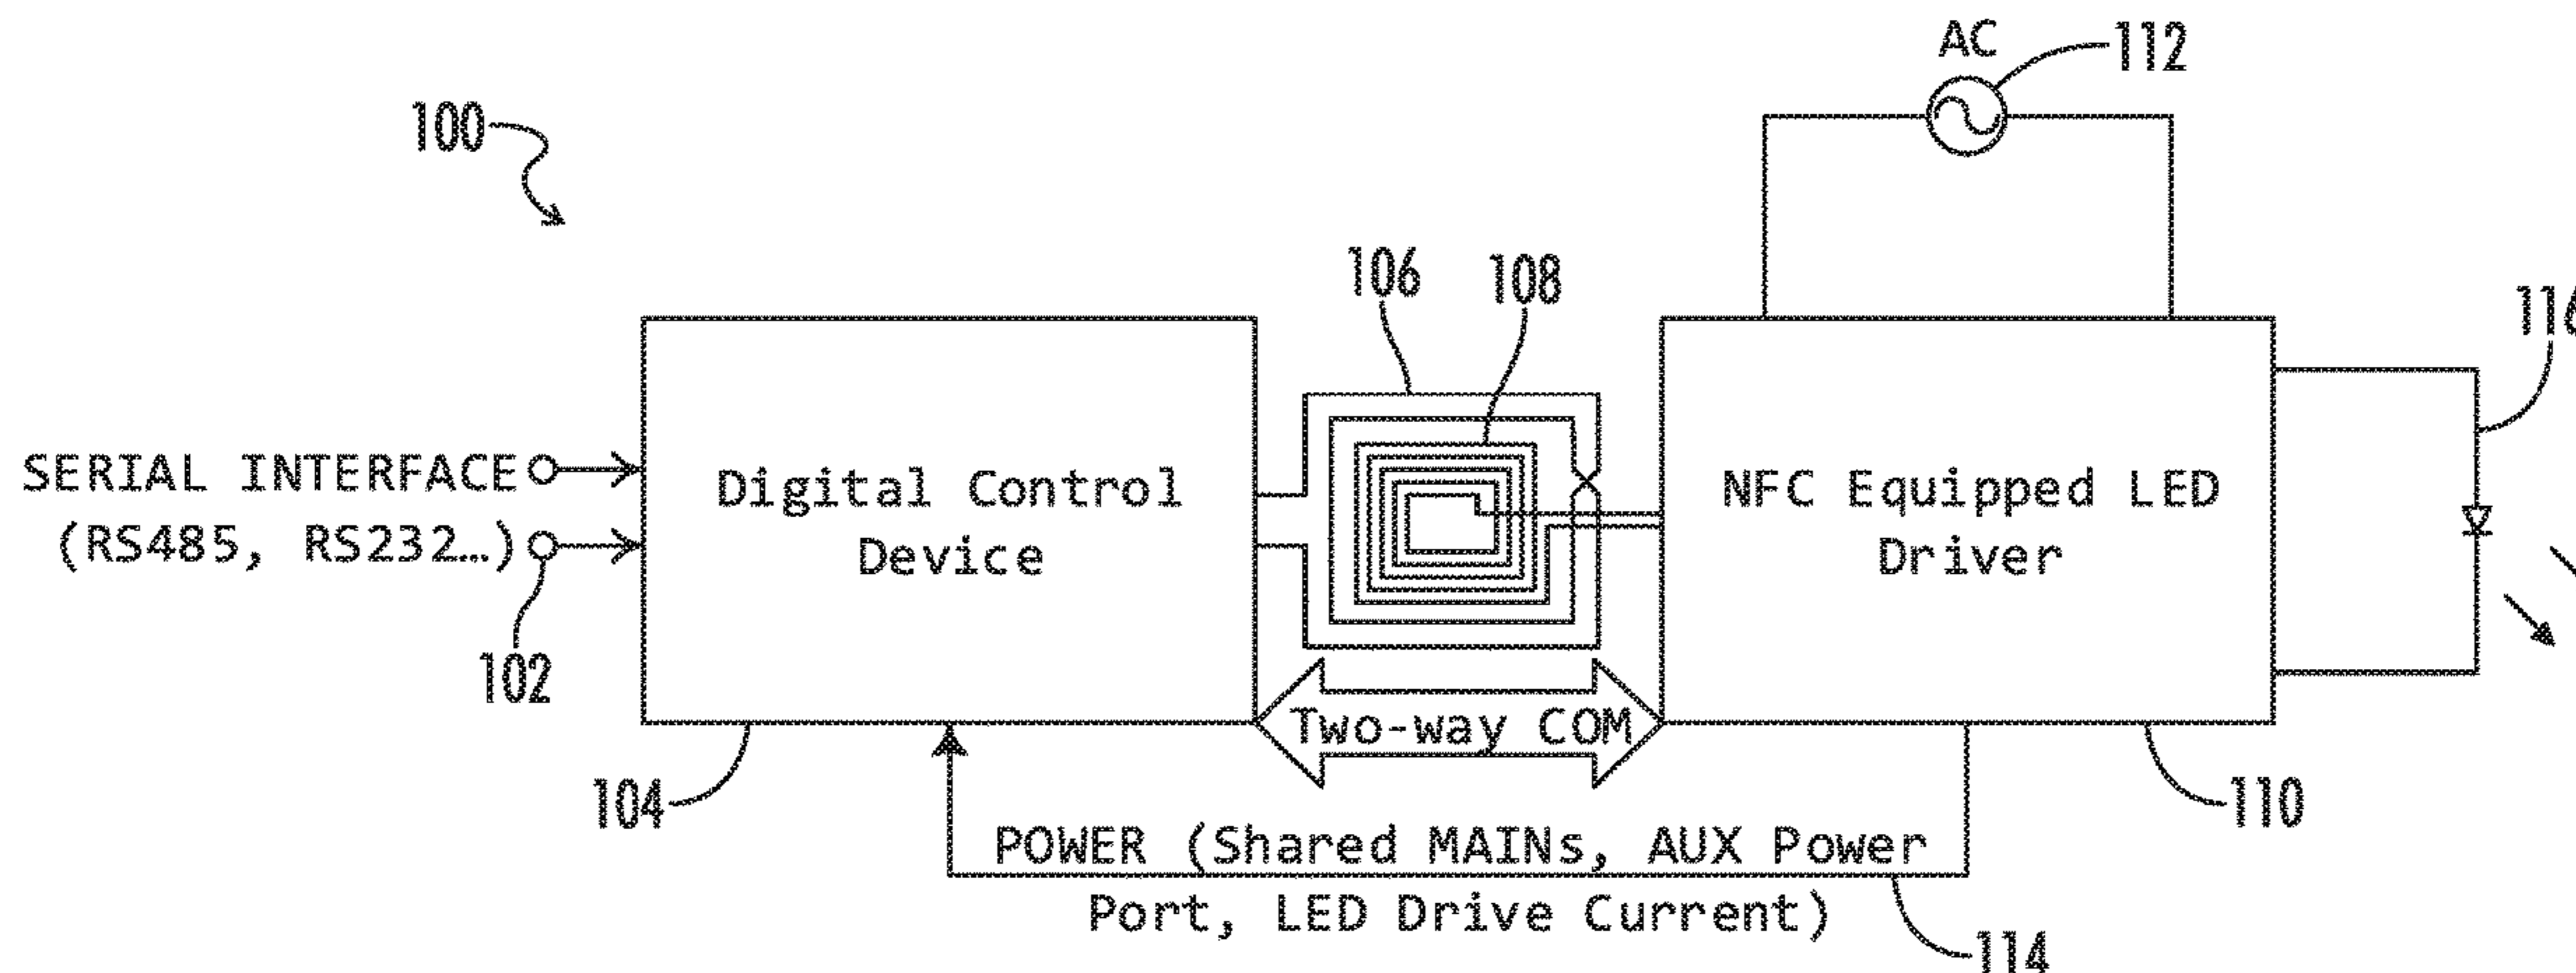 AC
112
100
106
108
116
SERIAL INTERFACE
(RS485, RS232…)
Digital Control
Device
NFC Equipped LED
Driver
102
Two-way COM
104
110
POWER (Shared MAINs, AUX Power
Port, LED Drive Current)
114